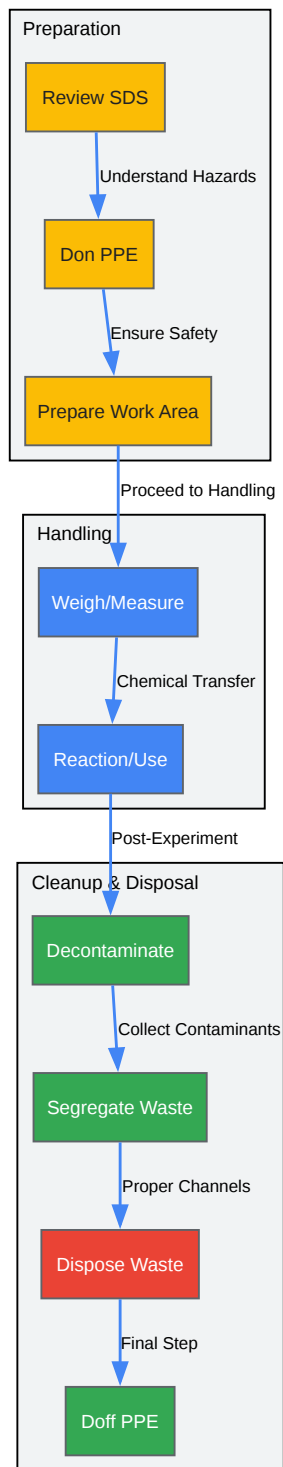 Preparation
Review SDS
Understand Hazards
Don PPE
Ensure Safety
Prepare Work Area
Proceed to Handling
Handling
Weigh/Measure
Chemical Transfer
Reaction/Use
Post-Experiment
Cleanup & Disposal
Decontaminate
Collect Contaminants
Segregate Waste
Proper Channels
Dispose Waste
Final Step
Doff PPE